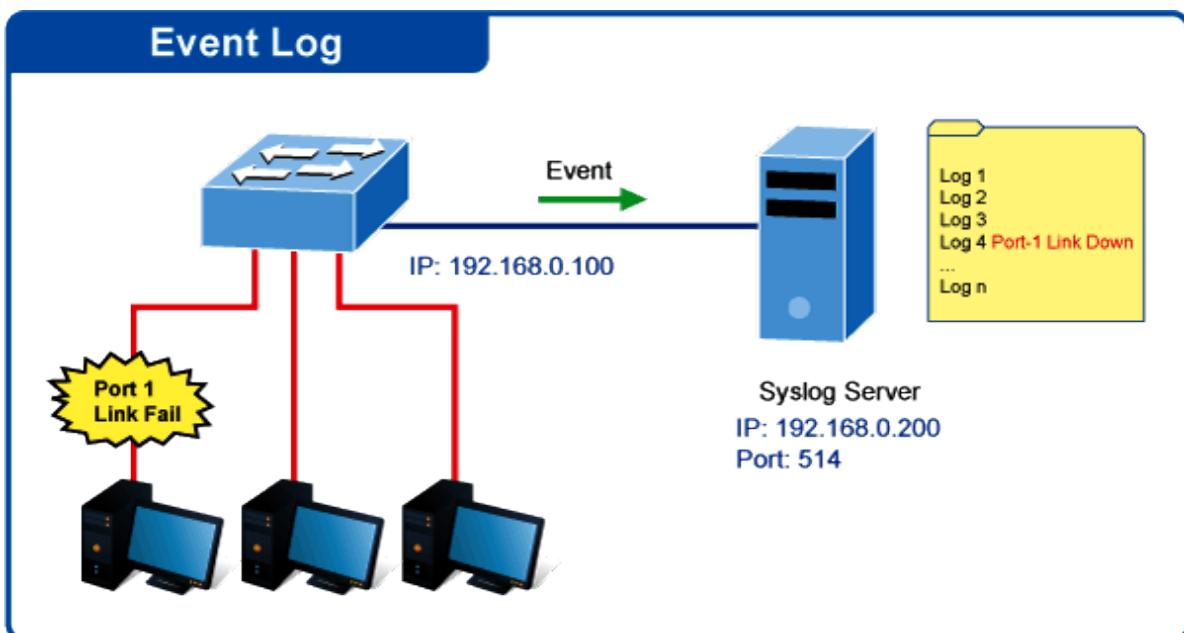 Event Log
Event
IP: 192.168.0.100
Port 1
Link Fail
Log 1
Log 2
Log 3
Log 4 Port-1 Link Down
...
Log n
Syslog Server
IP: 192.168.0.200
Port: 514